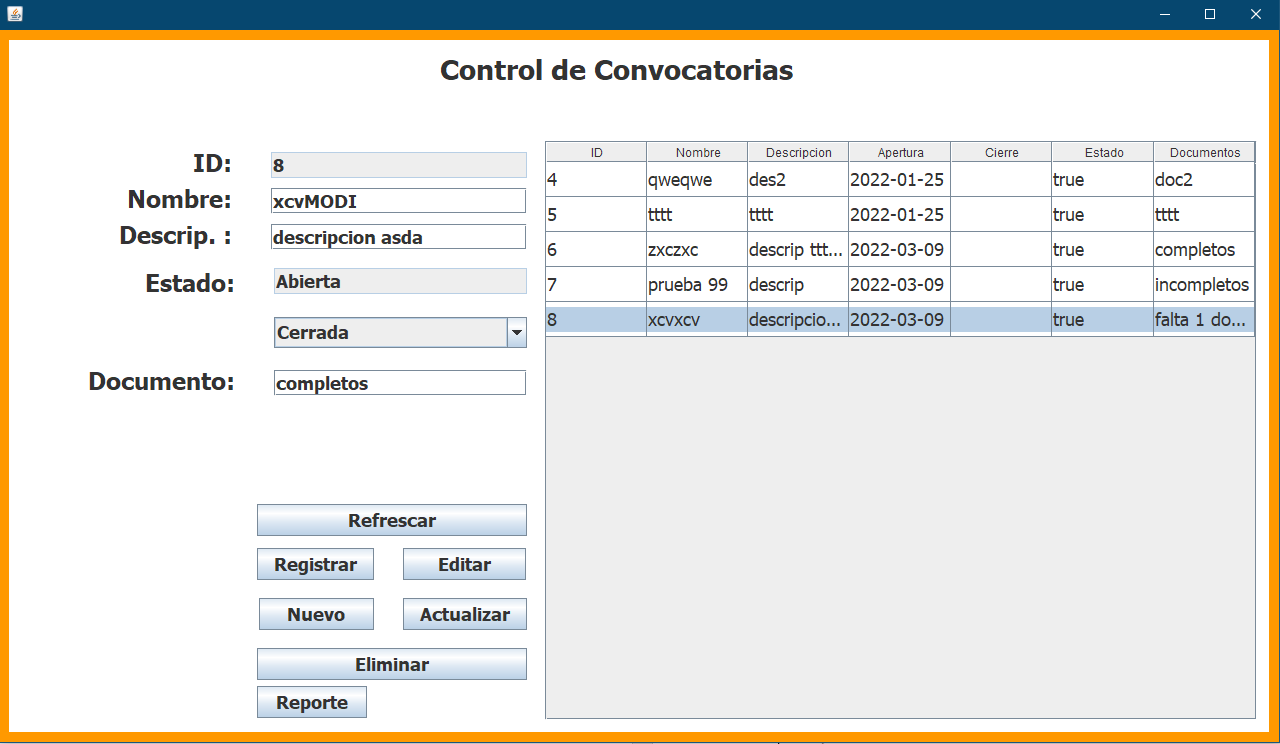 Control de Convocatorias
ID: 8
Nombre: xcvMODI
Descrip. : descripcion asda
Estado: Abierta
Cerrada
Documento: completos
Refrescar
Registrar Editar
Nuevo Actualizar
Eliminar
Reporte
ID Nombre Descripcion Apertura Cierre Estado Documentos
4 qweqwe des2 2022-01-25 true doc2
5 tttt tttt 2022-01-25 true tttt
6 zxczxc descrip ttt... 2022-03-09 true completos
7 prueba 99 descrip 2022-03-09 true incompletos
8 xcvxcv descripcio... 2022-03-09 true falta 1 do...